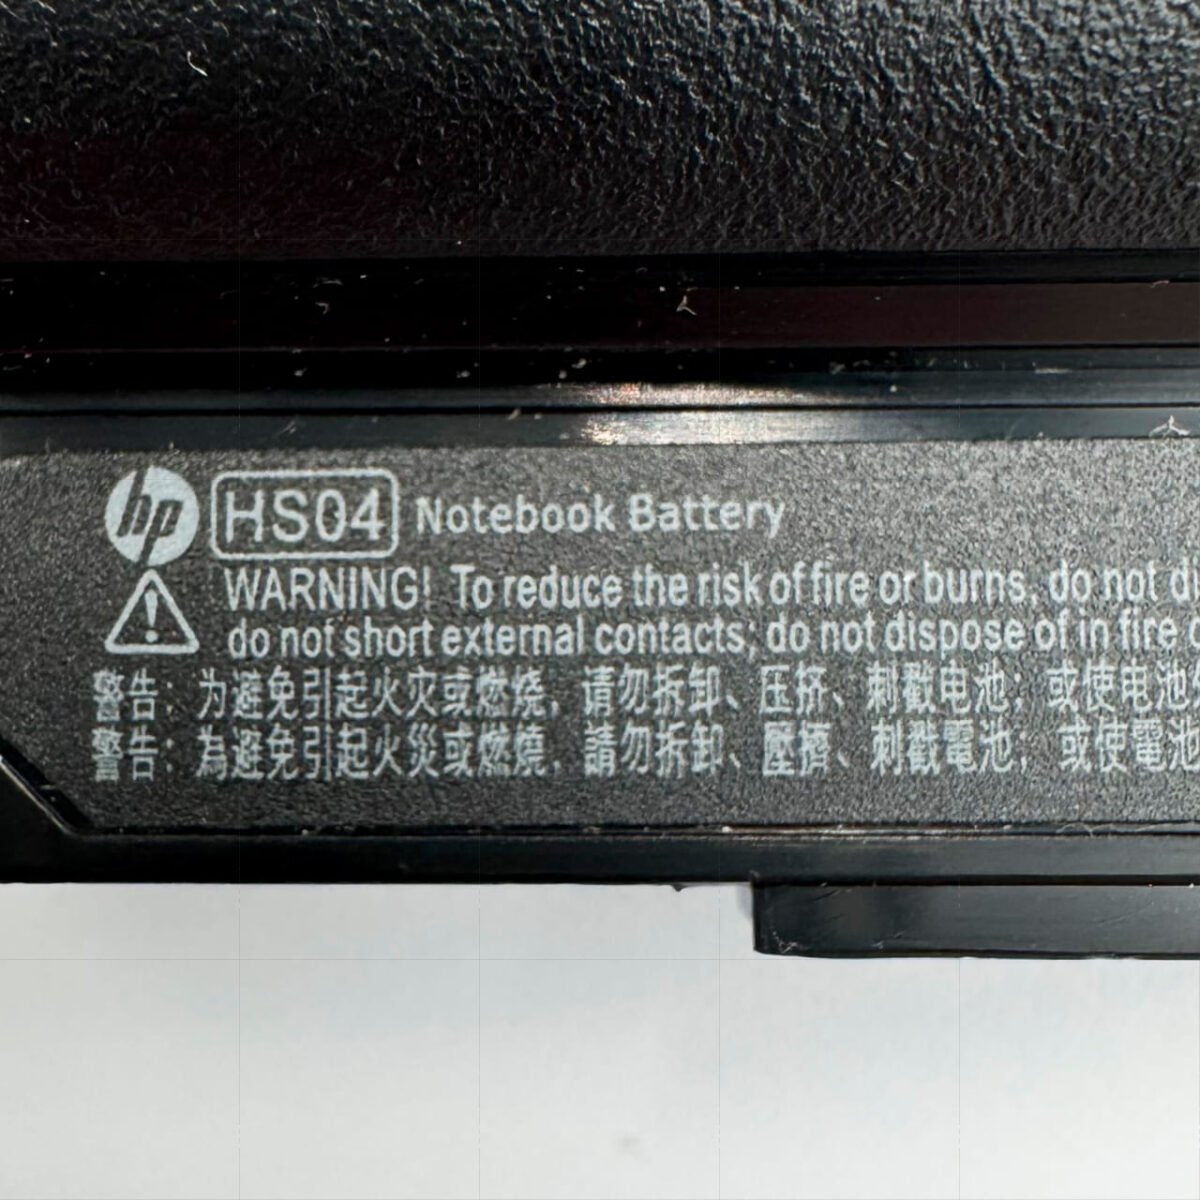 hp HS04 Notebook Battery
WARNING! To reduce the risk of fire or burns, do not
do not short external contacts; do not dispose of in fire
警告：为避免引起火灾或燃烧，请勿拆卸、压挤、刺戳电池；或使电池
警告：為避免引起火災或燃燒，請勿拆卸、壓擠、刺戳電池；或使電池